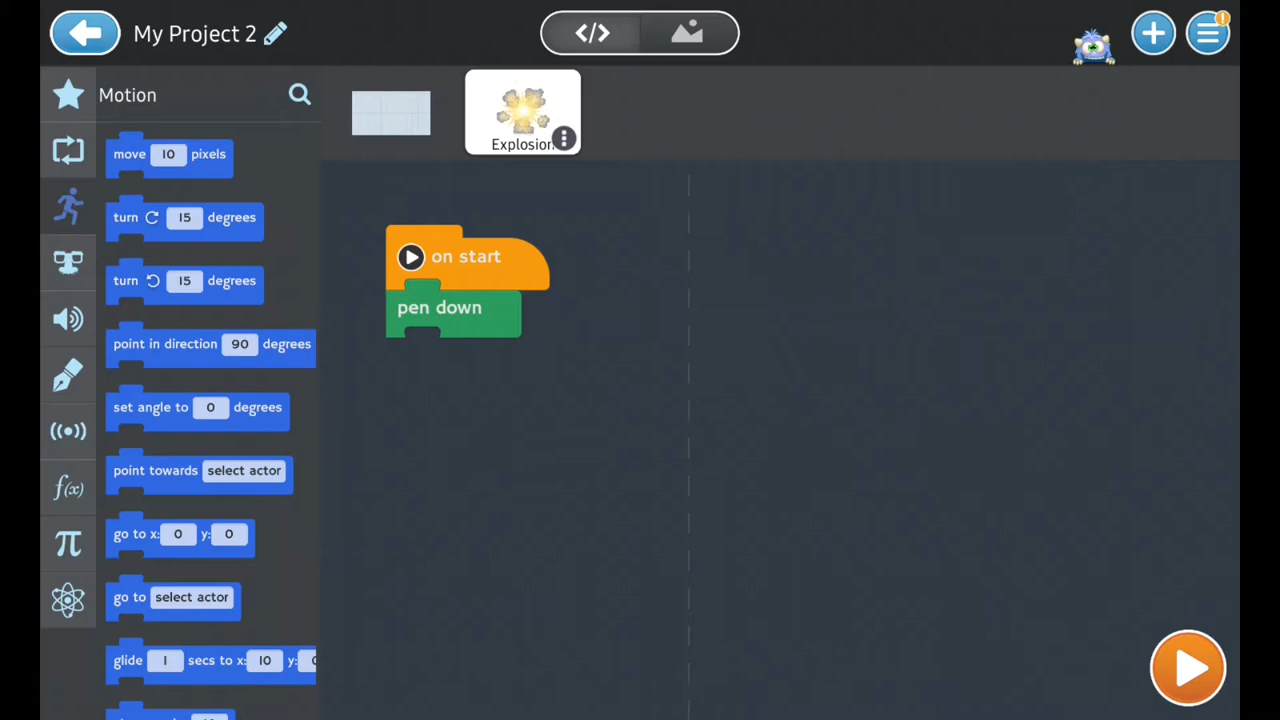 My Project 2
</>
!
Motion
Explosion
move 10 pixels
turn 15 degrees
turn 15 degrees
point in direction 90 degrees
set angle to 0 degrees
point towards select actor
go to x: 0 y: 0
go to select actor
glide 1 secs to x: 10 y:
f(x)
π
on start
pen down